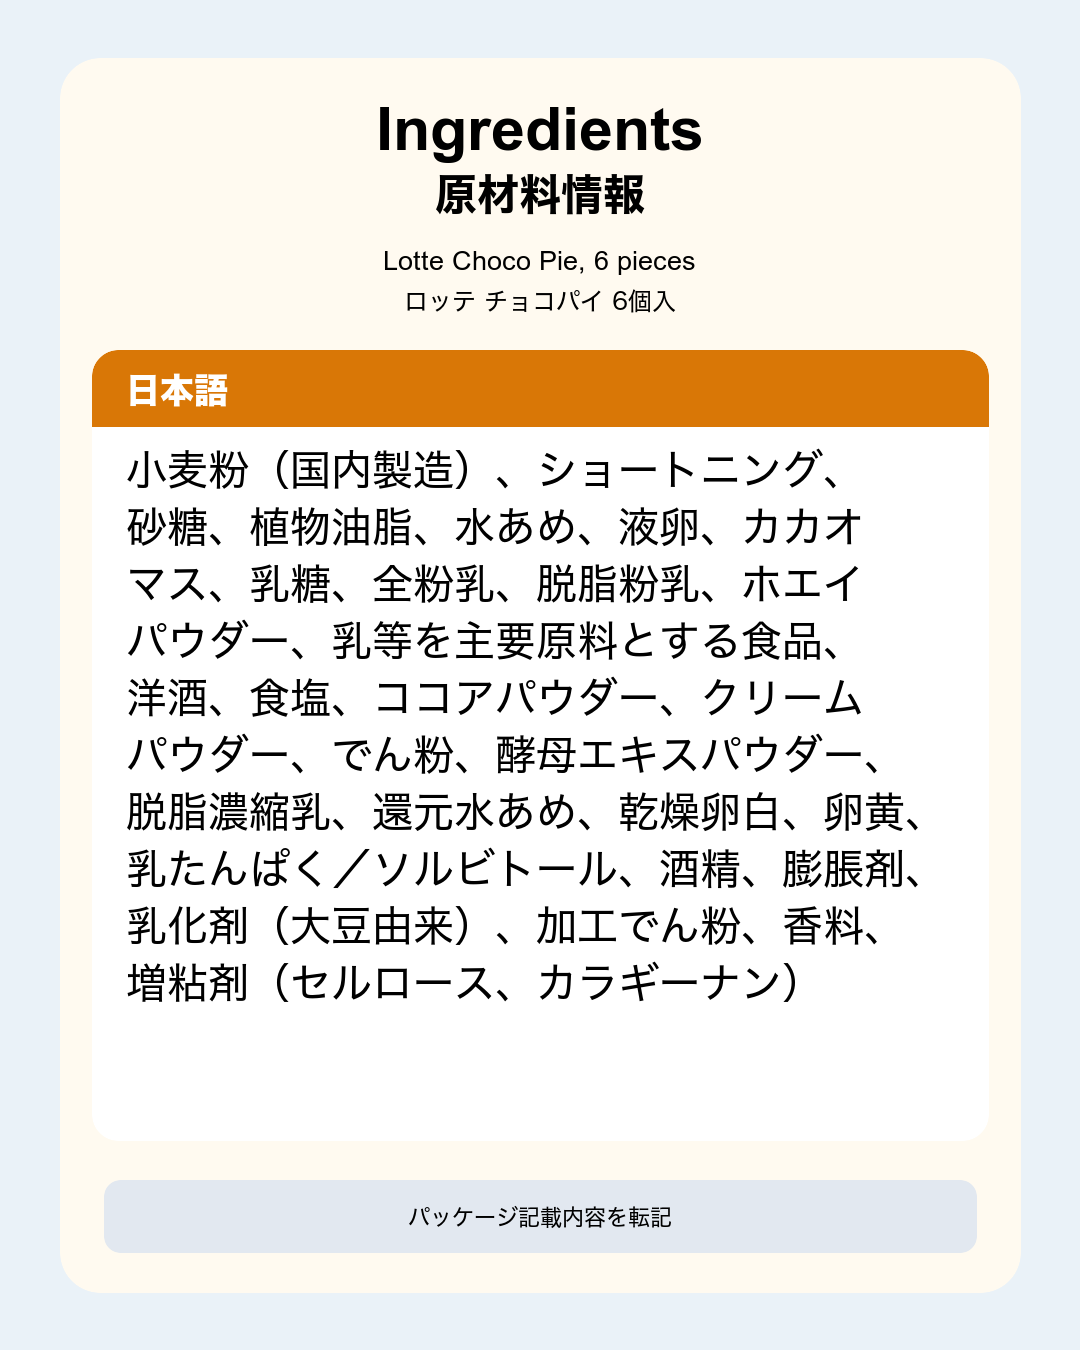 Ingredients
原材料情報
Lotte Choco Pie, 6 pieces
ロッテ チョコパイ 6個入
日本語
小麦粉（国内製造）、ショートニング、
砂糖、植物油脂、水あめ、液卵、カカオ
マス、乳糖、全粉乳、脱脂粉乳、ホエイ
パウダー、乳等を主要原料とする食品、
洋酒、食塩、ココアパウダー、クリーム
パウダー、でん粉、酵母エキスパウダー、
脱脂濃縮乳、還元水あめ、乾燥卵白、卵黄、
乳たんぱく／ソルビトール、酒精、膨脹剤、
乳化剤（大豆由来）、加工でん粉、香料、
増粘剤（セルロース、カラギーナン）
パッケージ記載内容を転記